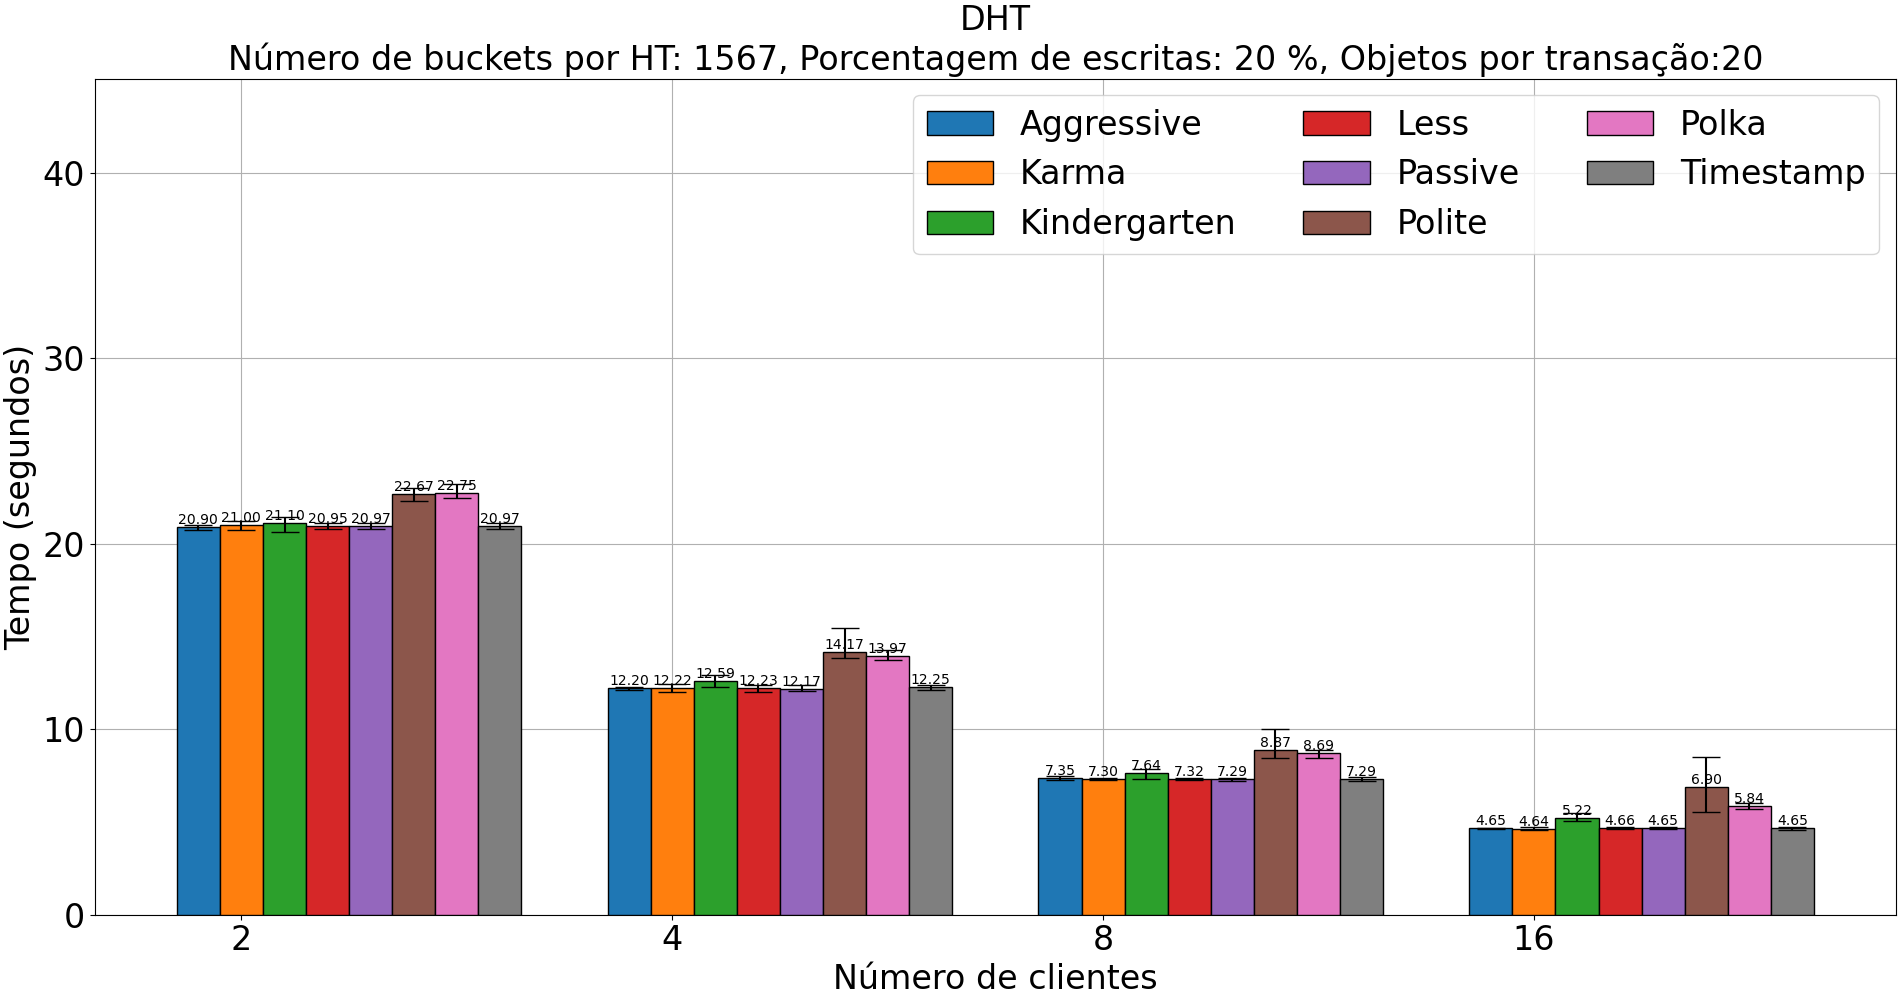 DHT
Número de buckets por HT: 1567, Porcentagem de escritas: 20 %, Objetos por transação:20
Aggressive
Karma
Kindergarten
Less
Passive
Polite
Polka
Timestamp
Tempo (segundos)
40
30
20
10
0
20.90 21.00 21.10 20.95 20.97 22.67 22.75 20.97
12.20 12.22 12.59 12.23 12.17 14.17 13.97 12.25
7.35 7.30 7.64 7.32 7.29 8.87 8.69 7.29
4.65 4.64 5.22 4.66 4.65 6.90 5.84 4.65
2 4 8 16
Número de clientes